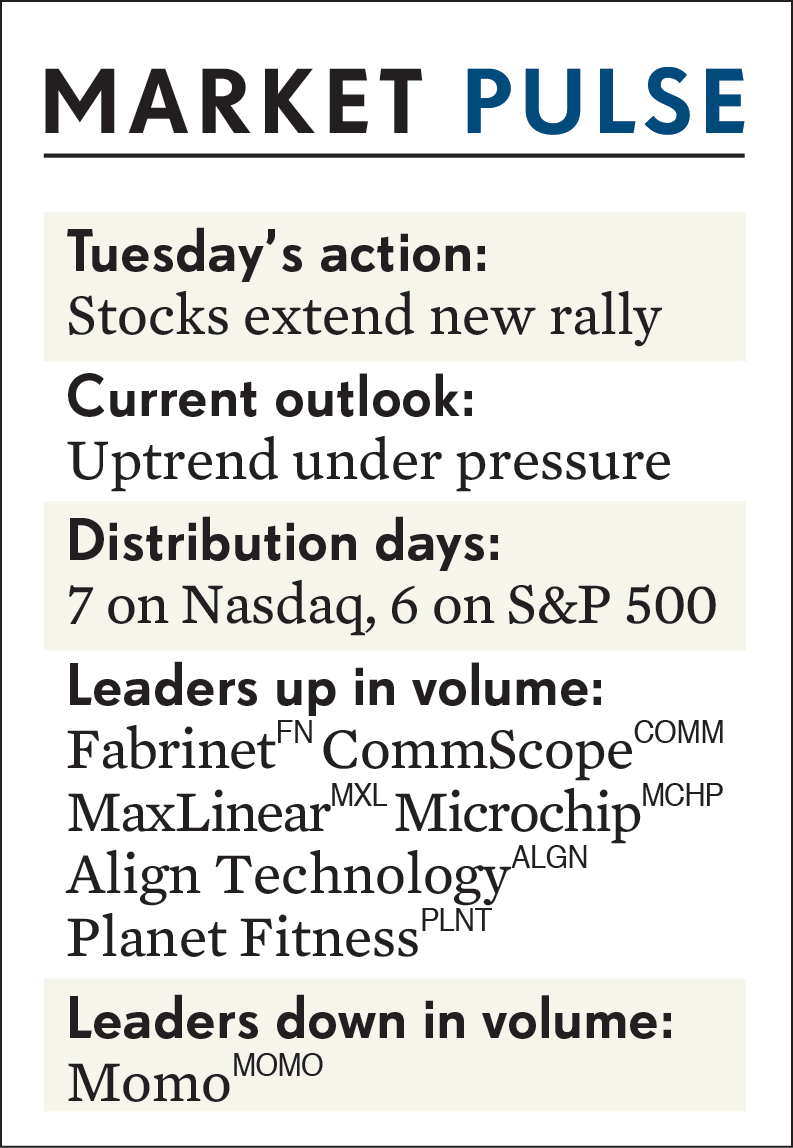 MARKET PULSE
Tuesday’s action:
Stocks extend new rally
Current outlook:
Uptrend under pressure
Distribution days:
7 on Nasdaq, 6 on S&P 500
Leaders up in volume:
Fabrinet FN CommScope COMM
MaxLinear MXL Microchip MCHP
Align Technology ALGN
Planet Fitness PLNT
Leaders down in volume:
Momo MOMO